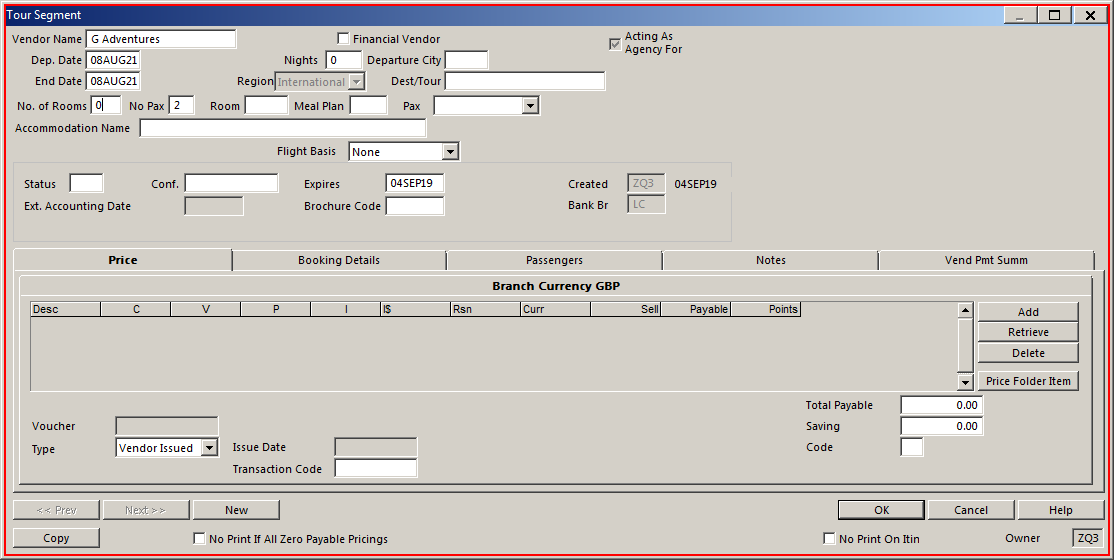 Tour Segment
Vendor Name G Adventures Financial Vendor Acting As
Agency For
Dep. Date 08AUG21 Nights 0 Departure City
End Date 08AUG21 Region International Dest/Tour
No. of Rooms 0 No Pax 2 Room Meal Plan Pax
Accommodation Name
Flight Basis None
Status Conf. Expires 04SEP19 Created ZQ3 04SEP19
Ext. Accounting Date Brochure Code Bank Br LC
Price Booking Details Passengers Notes Vend Pmt Summ
Branch Currency GBP
Desc C V P I I$ Rsn Curr Sell Payable Points
Add
Retrieve
Delete
Price Folder Item
Total Payable 0.00
Voucher Saving 0.00
Type Vendor Issued Issue Date Code
Transaction Code
<< Prev Next >> New OK Cancel Help
Copy No Print If All Zero Payable Pricings No Print On Itin Owner ZQ3